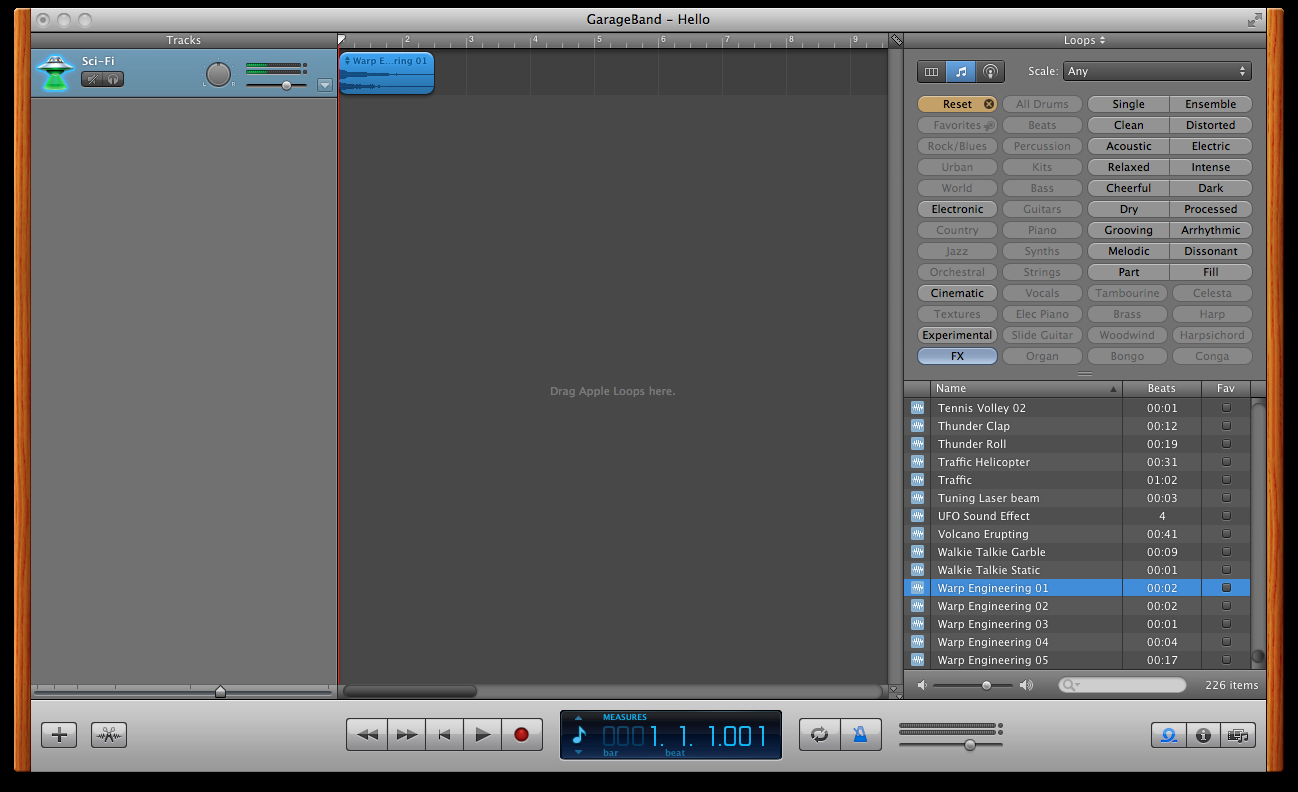 GarageBand – Hello
Tracks
2 3 4 5 6 7 8 9
Loops
Sci-Fi
L R
Warp E...ring 01
Scale: Any
Reset All Drums Single Ensemble
Favorites Beats Clean Distorted
Rock/Blues Percussion Acoustic Electric
Urban Kits Relaxed Intense
World Bass Cheerful Dark
Electronic Guitars Dry Processed
Country Piano Grooving Arrhythmic
Jazz Synths Melodic Dissonant
Orchestral Strings Part Fill
Cinematic Vocals Tambourine Celesta
Textures Elec Piano Brass Harp
Experimental Slide Guitar Woodwind Harpsichord
FX Organ Bongo Conga
Drag Apple Loops here.
Name Beats Fav
Tennis Volley 02 00:01
Thunder Clap 00:12
Thunder Roll 00:19
Traffic Helicopter 00:31
Traffic 01:02
Tuning Laser beam 00:03
UFO Sound Effect 4
Volcano Erupting 00:41
Walkie Talkie Garble 00:09
Walkie Talkie Static 00:01
Warp Engineering 01 00:02
Warp Engineering 02 00:02
Warp Engineering 03 00:01
Warp Engineering 04 00:04
Warp Engineering 05 00:17
226 items
MEASURES
0001. 1. 1.001
bar beat